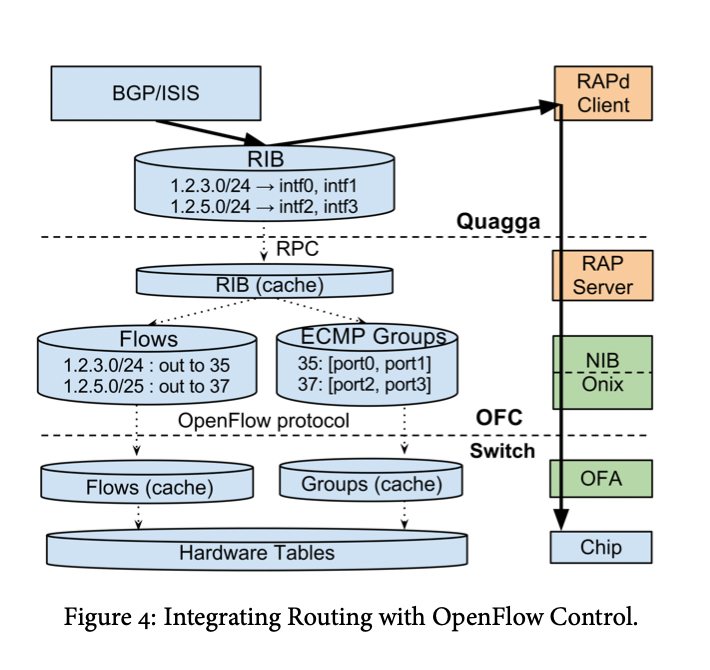 BGP/ISIS
RAPd
Client
RIB
1.2.3.0/24 → intf0, intf1
1.2.5.0/24 → intf2, intf3
Quagga
RPC
RIB (cache)
RAP
Server
Flows
1.2.3.0/24 : out to 35
1.2.5.0/25 : out to 37
ECMP Groups
35: [port0, port1]
37: [port2, port3]
NIB
Onix
OpenFlow protocol
OFC
Switch
Flows (cache)
Groups (cache)
OFA
Hardware Tables
Chip
Figure 4: Integrating Routing with OpenFlow Control.